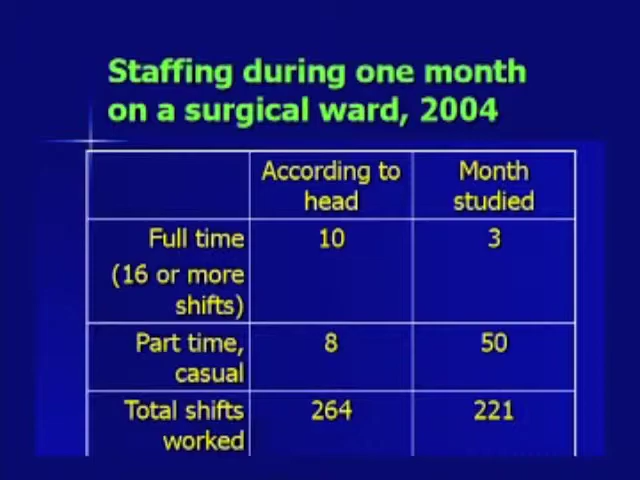 Staffing during one month
on a surgical ward, 2004
According to head
Month studied
Full time (16 or more shifts)
10
3
Part time, casual
8
50
Total shifts worked
264
221